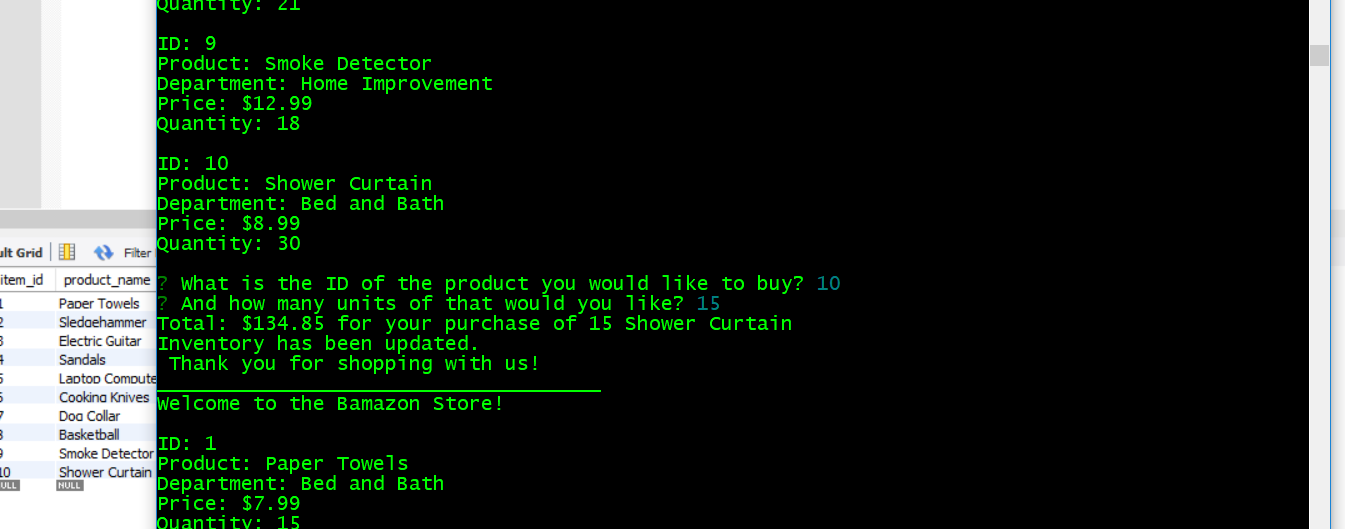 Quantity: 21
ID: 9
Product: Smoke Detector
Department: Home Improvement
Price: $12.99
Quantity: 18
ID: 10
Product: Shower Curtain
Department: Bed and Bath
Price: $8.99
Quantity: 30
? What is the ID of the product you would like to buy? 10
? And how many units of that would you like? 15
Total: $134.85 for your purchase of 15 Shower Curtain
Inventory has been updated.
Thank you for shopping with us!
Welcome to the Bamazon Store!
ID: 1
Product: Paper Towels
Department: Bed and Bath
Price: $7.99
Quantity: 15
ult Grid Filter
item_id product_name
1 Paper Towels
2 Sledgehammer
3 Electric Guitar
4 Sandals
5 Laptop Compute
6 Cooking Knives
7 Dog Collar
8 Basketball
9 Smoke Detector
10 Shower Curtain
NULL NULL